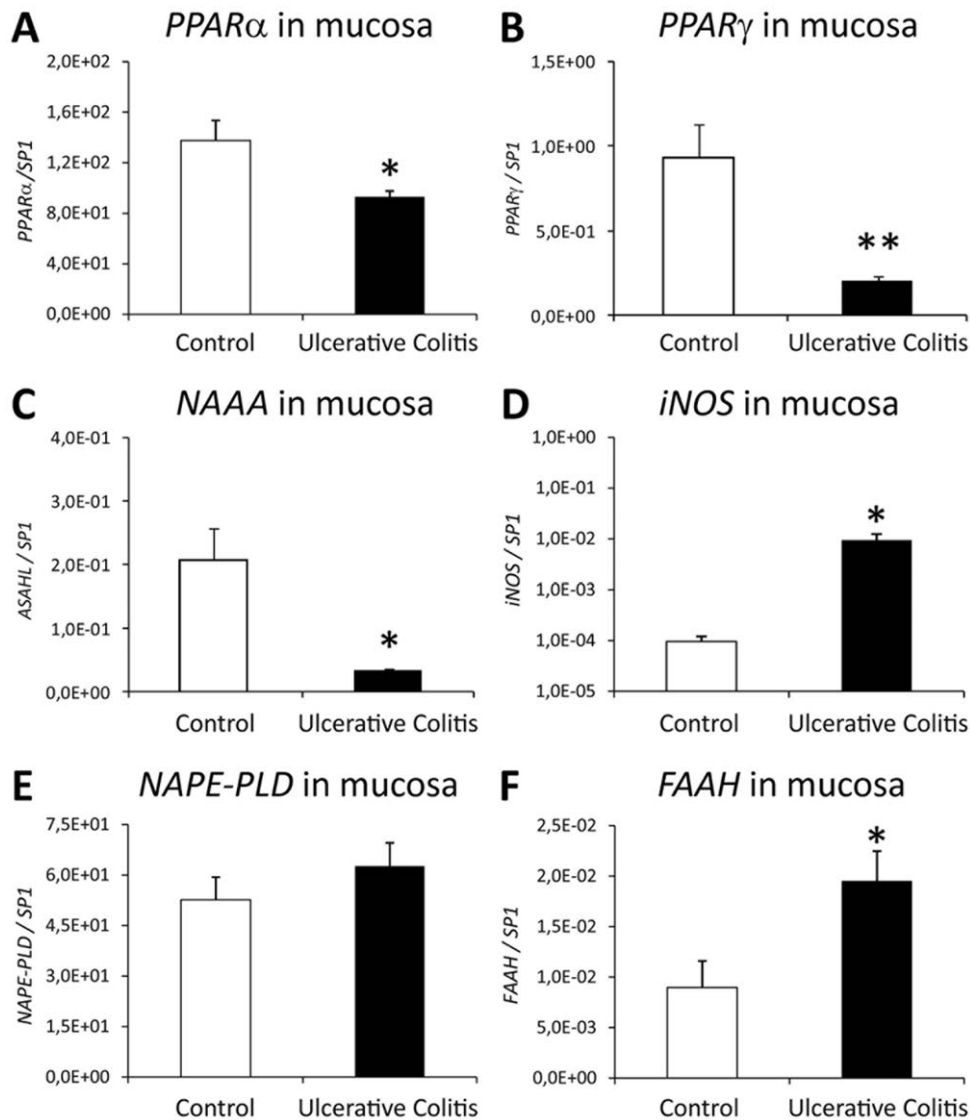 A PPARα in mucosa
PPARα/SP1
2,0E+02
1,6E+02
1,2E+02
8,0E+01
4,0E+01
0,0E+00
*
Control Ulcerative Colitis
B PPARγ in mucosa
PPARγ / SP1
1,5E+00
1,0E+00
5,0E-01
0,0E+00
**
Control Ulcerative Colitis
C NAAA in mucosa
ASAHL / SP1
4,0E-01
3,0E-01
2,0E-01
1,0E-01
0,0E+00
*
Control Ulcerative Colitis
D iNOS in mucosa
iNOS / SP1
1,0E+00
1,0E-01
1,0E-02
1,0E-03
1,0E-04
1,0E-05
*
Control Ulcerative Colitis
E NAPE-PLD in mucosa
NAPE-PLD / SP1
7,5E+01
6,0E+01
4,5E+01
3,0E+01
1,5E+01
0,0E+00
Control Ulcerative Colitis
F FAAH in mucosa
FAAH / SP1
2,5E-02
2,0E-02
1,5E-02
1,0E-02
5,0E-03
0,0E+00
*
Control Ulcerative Colitis